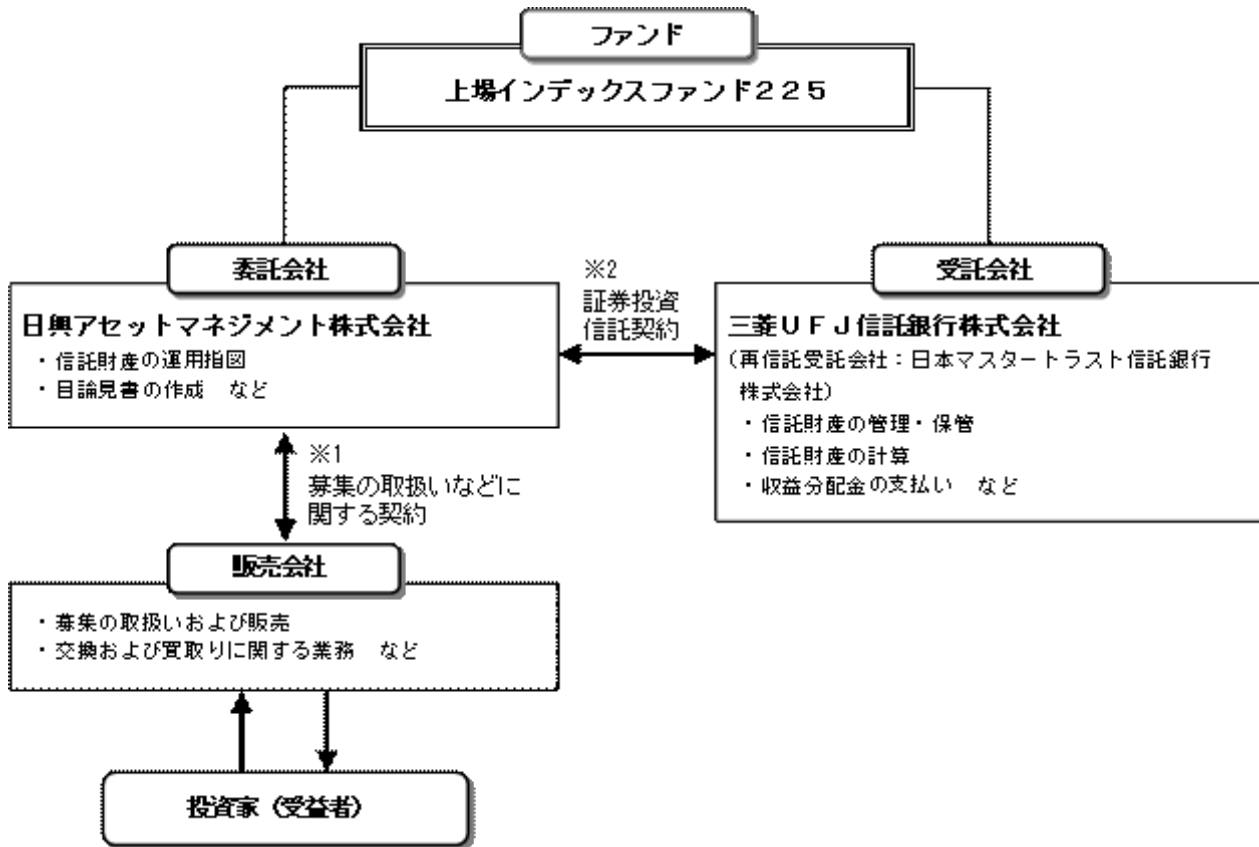 ファンド
上場インデックスファンド225
委託会社
日興アセットマネジメント株式会社
・信託財産の運用指図
・目論見書の作成　など
※2
証券投資
信託契約
受託会社
三菱UFJ信託銀行株式会社
(再信託受託会社：日本マスタートラスト信託銀行
株式会社)
・信託財産の管理・保管
・信託財産の計算
・収益分配金の支払い　など
※1
募集の取扱いなどに
関する契約
販売会社
・募集の取扱いおよび販売
・交換および買取りに関する業務　など
投資家（受益者）